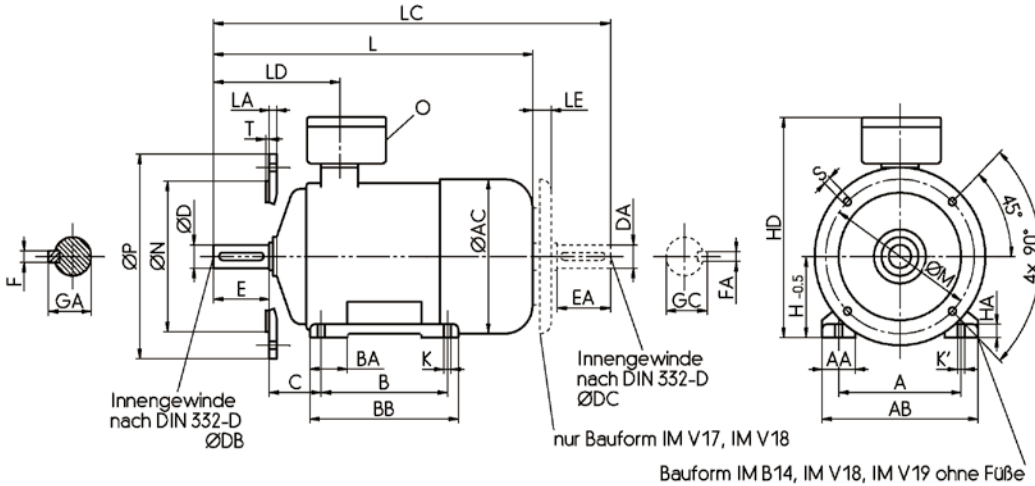 LC
L
LD
LA
LE
T
O
S
ØP
ØN
ØD
ØAC
DA
HD
45°
4x 90°
F
GA
E
EA
GC
FA
H -0.5
ØM
HA
BA
K
AA
K'
C
B
A
BB
AB
Innengewinde
nach DIN 332-D
ØDB
Innengewinde
nach DIN 332-D
ØDC
nur Bauform IM V17, IM V18
Bauform IM B14, IM V18, IM V19 ohne Füße